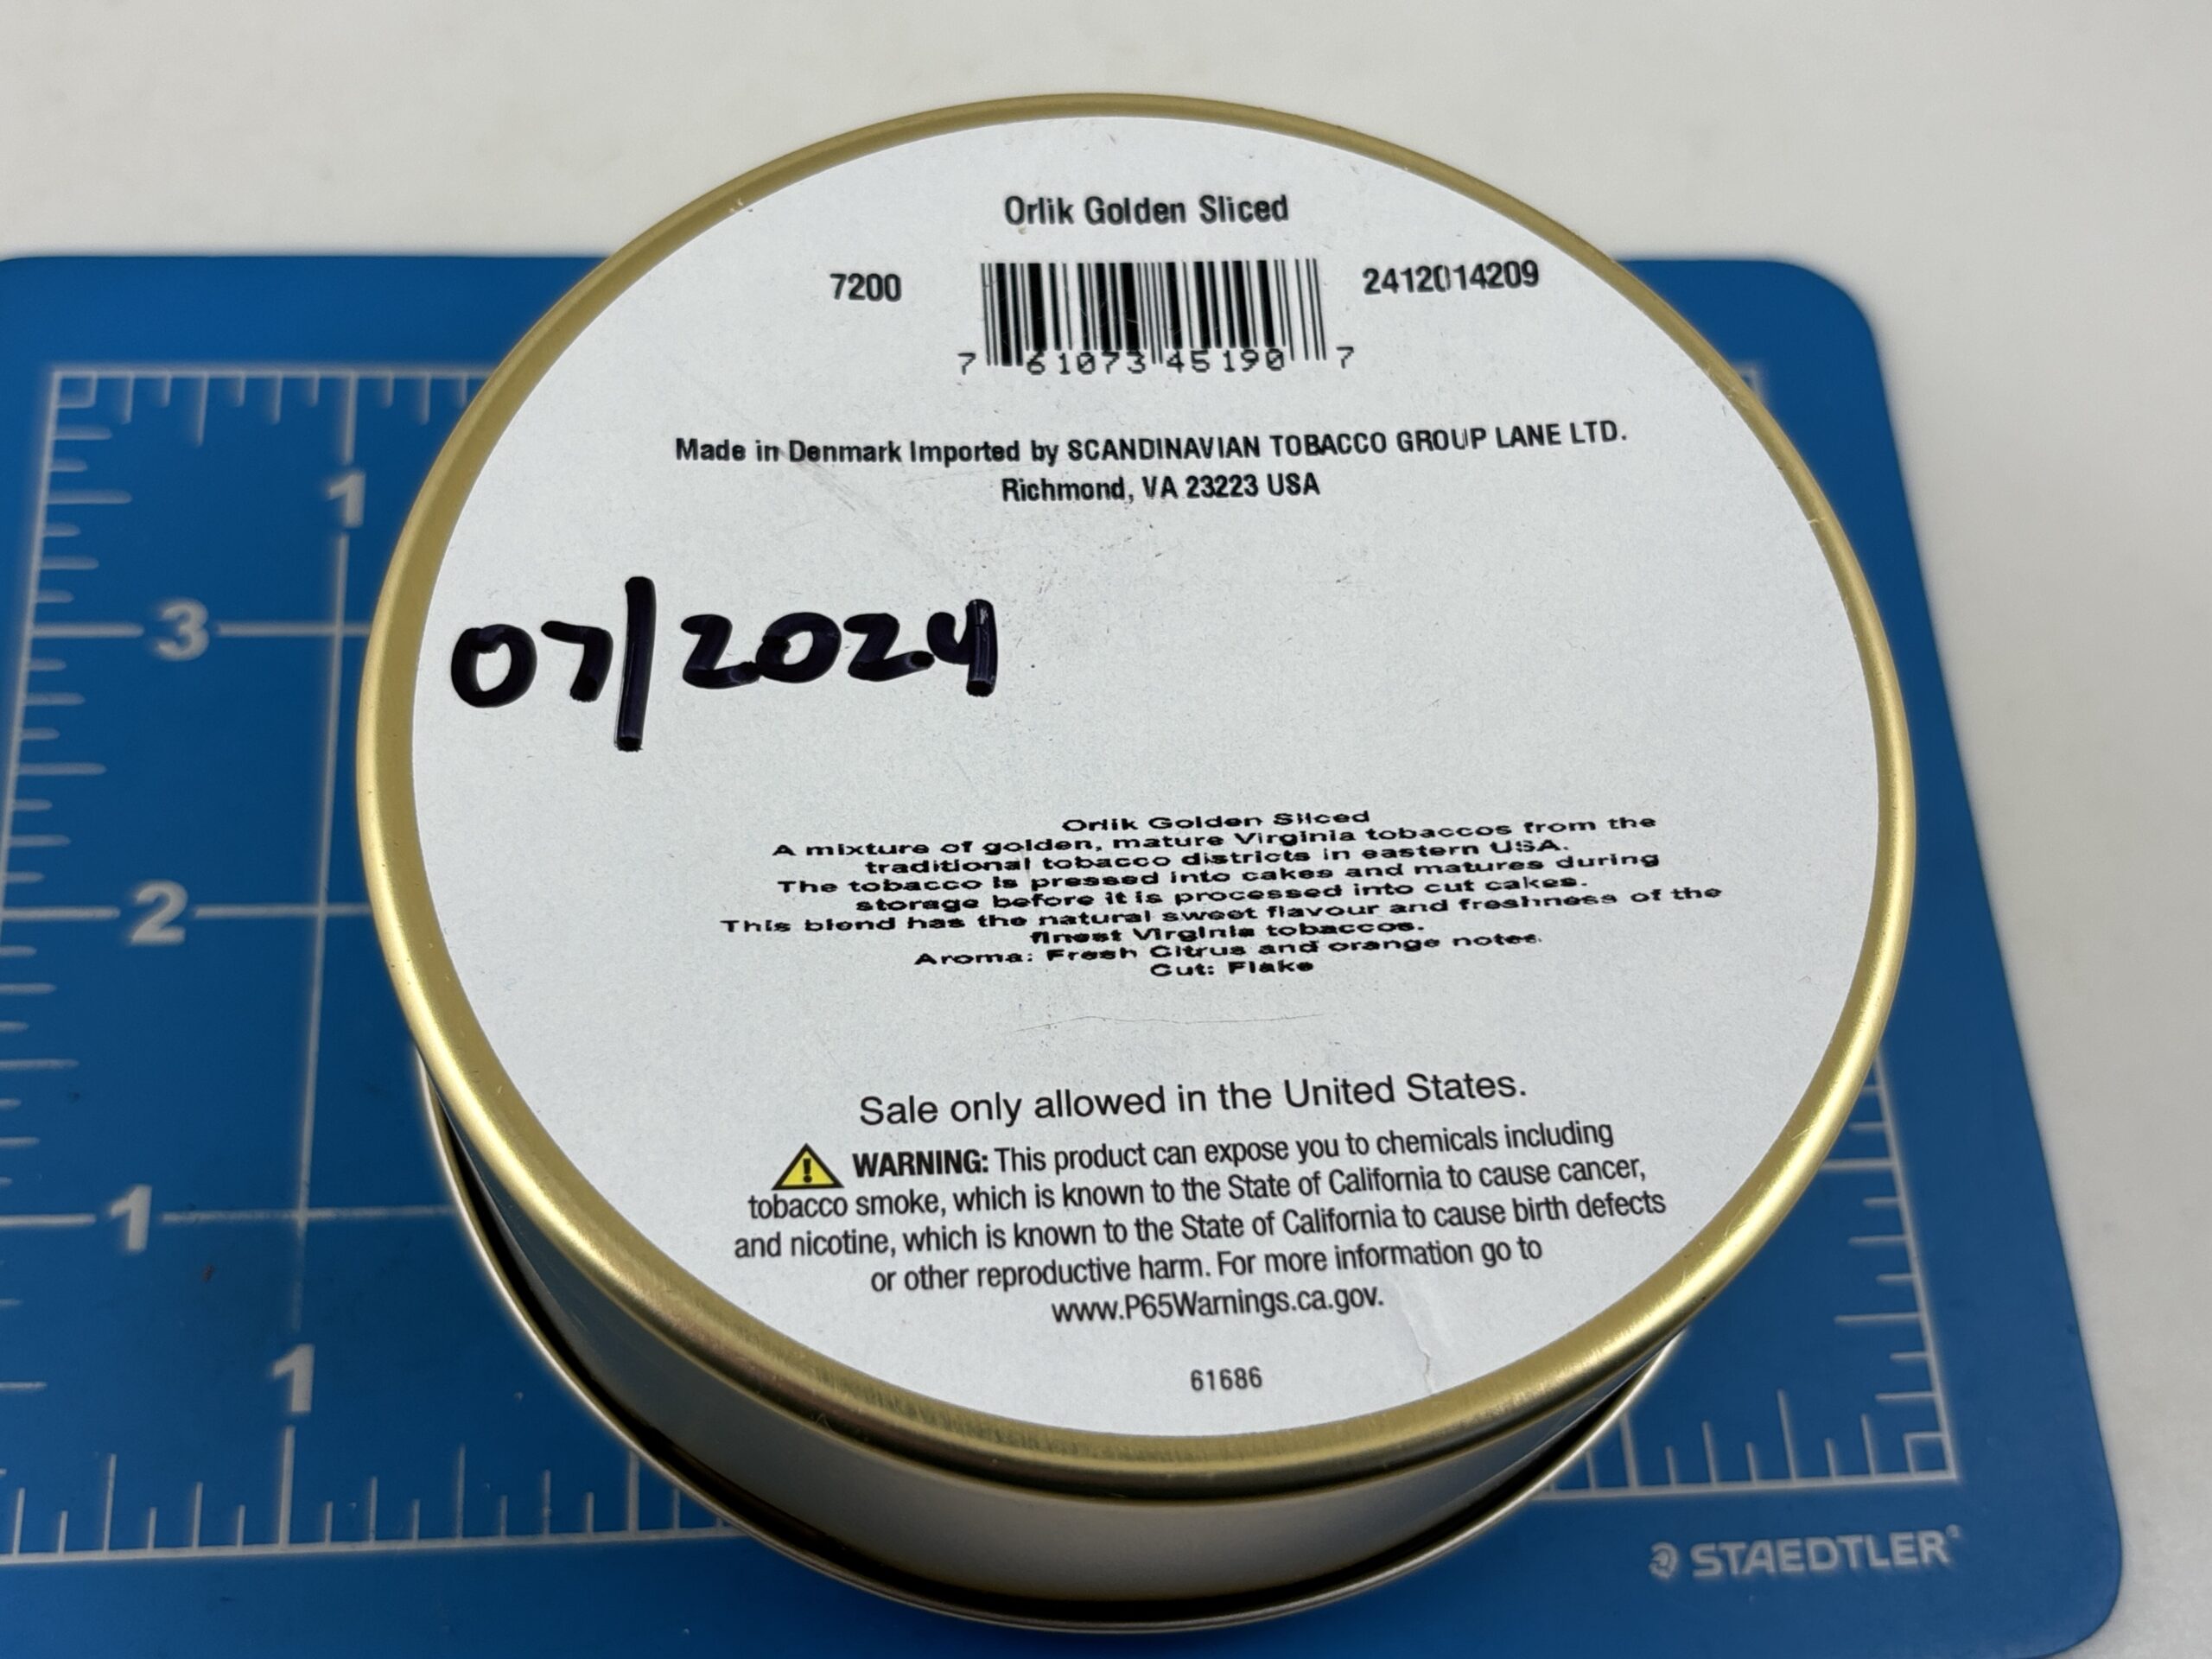 Orlik Golden Sliced
7200
2412014209
7 61073 45190 7
Made in Denmark Imported by SCANDINAVIAN TOBACCO GROUP LANE LTD.
Richmond, VA 23223 USA
07/2024
Orlik Golden Sliced
A mixture of golden, mature Virginia tobaccos from the
traditional tobacco districts in eastern USA.
The tobacco is pressed into cakes and matures during
storage before it is processed into cut cakes.
This blend has the natural sweet flavour and freshness of the
finest Virginia tobaccos.
Aroma: Fresh Citrus and orange notes.
Cut: Flake
Sale only allowed in the United States.
WARNING: This product can expose you to chemicals including
tobacco smoke, which is known to the State of California to cause cancer,
and nicotine, which is known to the State of California to cause birth defects
or other reproductive harm. For more information go to
www.P65Warnings.ca.gov.
61686
1
3
2
1
1
STAEDTLER®